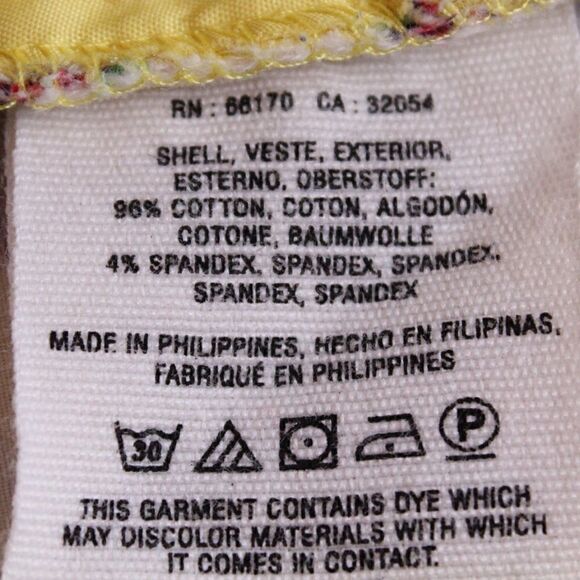 RN : 66170 CA : 32054
SHELL, VESTE, EXTERIOR,
ESTERNO, OBERSTOFF:
96% COTTON, COTON, ALGODÓN,
COTONE, BAUMWOLLE
4% SPANDEX, SPANDEX, SPANDEX,
SPANDEX, SPANDEX
MADE IN PHILIPPINES, HECHO EN FILIPINAS,
FABRIQUÉ EN PHILIPPINES
30 P
THIS GARMENT CONTAINS DYE WHICH
MAY DISCOLOR MATERIALS WITH WHICH
IT COMES IN CONTACT.